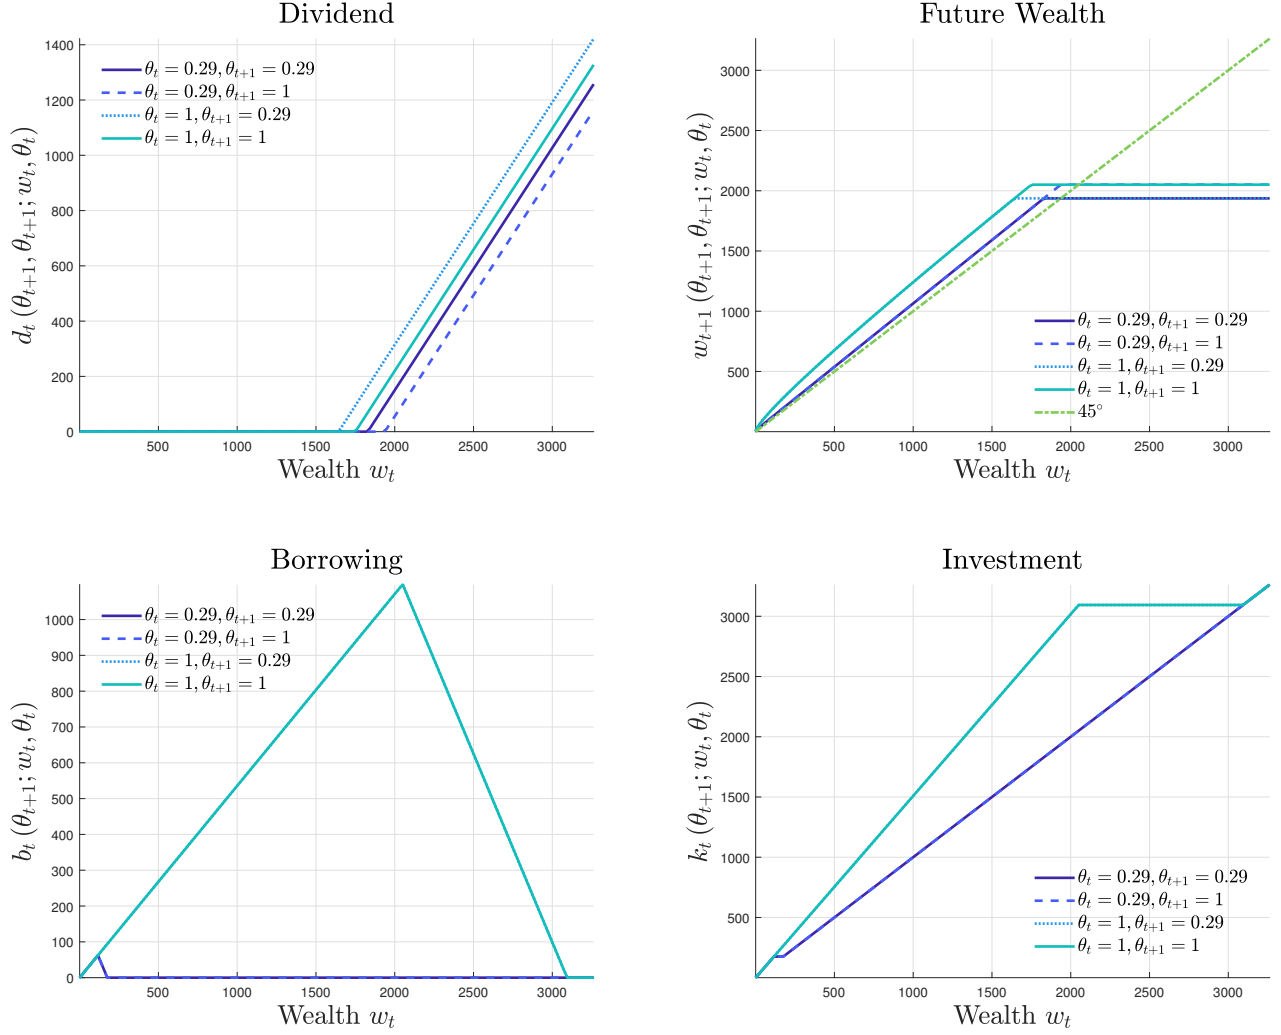 Dividend
d_t (θ_{t+1}, θ_{t+1}; w_t, θ_t)
1400
1200
1000
800
600
400
200
0
θ_t = 0.29, θ_{t+1} = 0.29
θ_t = 0.29, θ_{t+1} = 1
θ_t = 1, θ_{t+1} = 0.29
θ_t = 1, θ_{t+1} = 1
500 1000 1500 2000 2500 3000
Wealth w_t
Future Wealth
w_{t+1} (θ_{t+1}, θ_{t+1}; w_t, θ_t)
3000
2500
2000
1500
1000
500
θ_t = 0.29, θ_{t+1} = 0.29
θ_t = 0.29, θ_{t+1} = 1
θ_t = 1, θ_{t+1} = 0.29
θ_t = 1, θ_{t+1} = 1
45°
500 1000 1500 2000 2500 3000
Wealth w_t
Borrowing
b_t (θ_{t+1}; w_t, θ_t)
1000
900
800
700
600
500
400
300
200
100
0
θ_t = 0.29, θ_{t+1} = 0.29
θ_t = 0.29, θ_{t+1} = 1
θ_t = 1, θ_{t+1} = 0.29
θ_t = 1, θ_{t+1} = 1
500 1000 1500 2000 2500 3000
Wealth w_t
Investment
k_t (θ_{t+1}; w_t, θ_t)
3000
2500
2000
1500
1000
500
θ_t = 0.29, θ_{t+1} = 0.29
θ_t = 0.29, θ_{t+1} = 1
θ_t = 1, θ_{t+1} = 0.29
θ_t = 1, θ_{t+1} = 1
500 1000 1500 2000 2500 3000
Wealth w_t